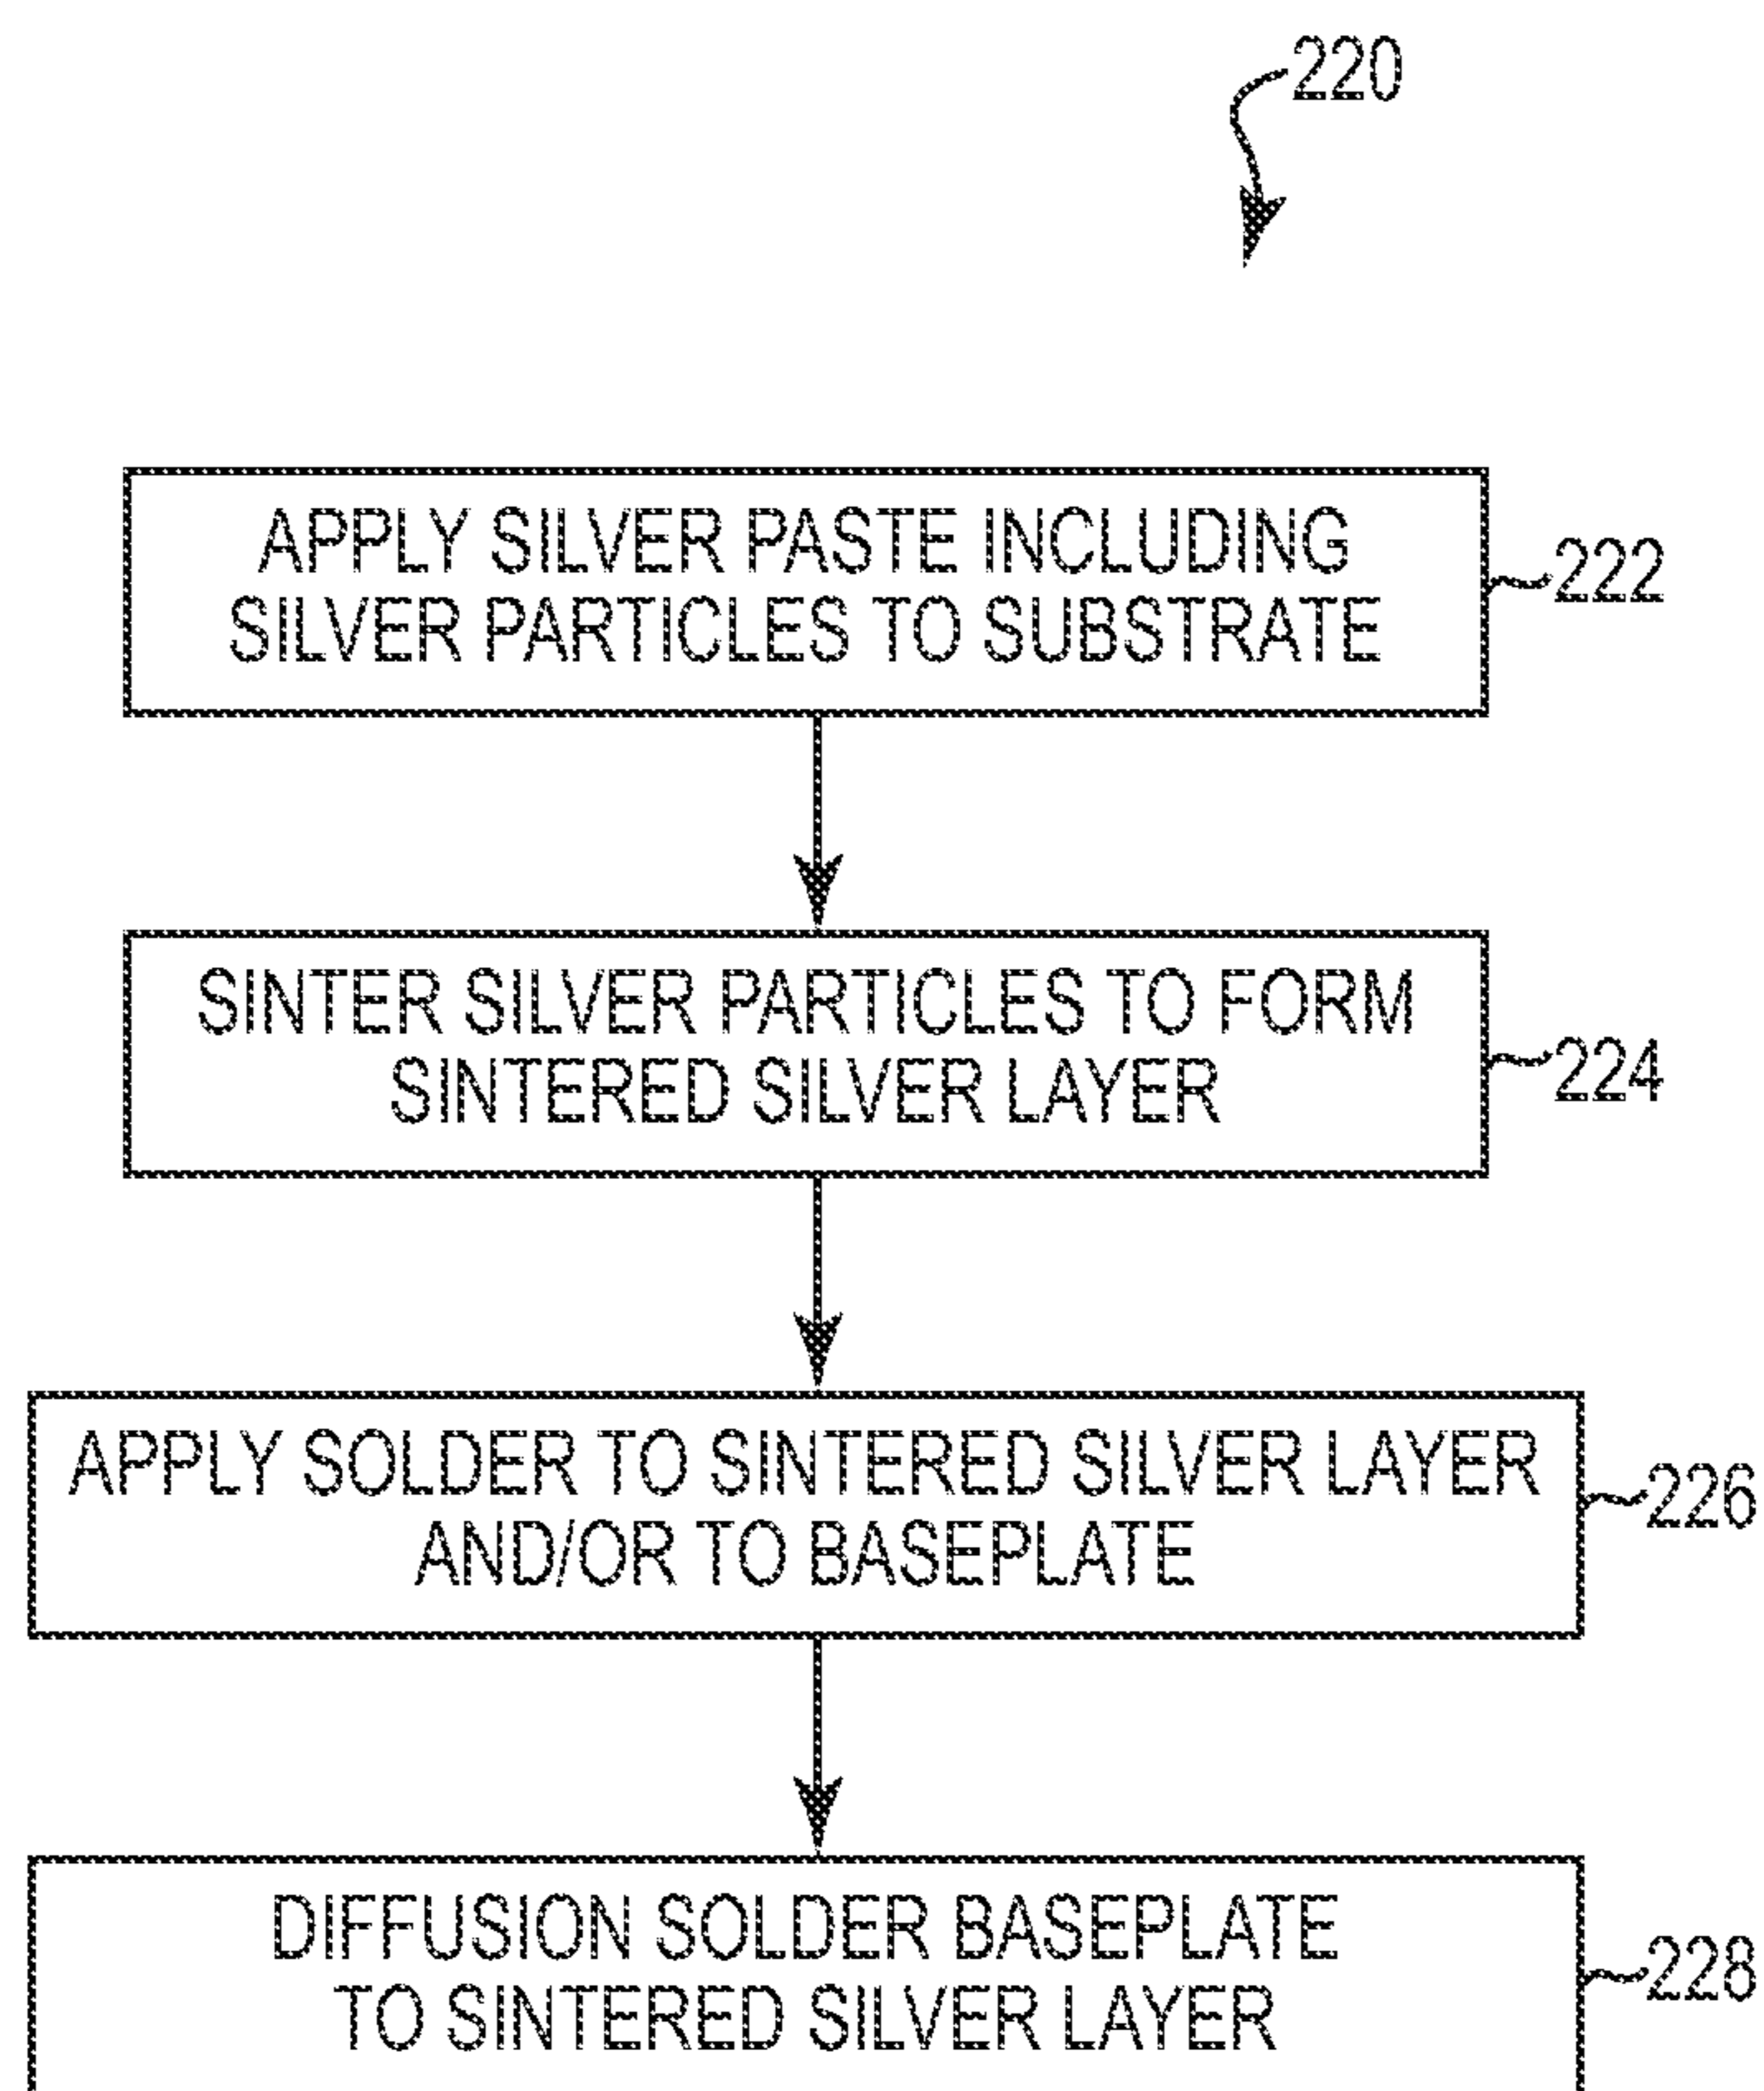 220
APPLY SILVER PASTE INCLUDING
SILVER PARTICLES TO SUBSTRATE
222
SINTER SILVER PARTICLES TO FORM
SINTERED SILVER LAYER
224
APPLY SOLDER TO SINTERED SILVER LAYER
AND/OR TO BASEPLATE
226
DIFFUSION SOLDER BASEPLATE
TO SINTERED SILVER LAYER
228